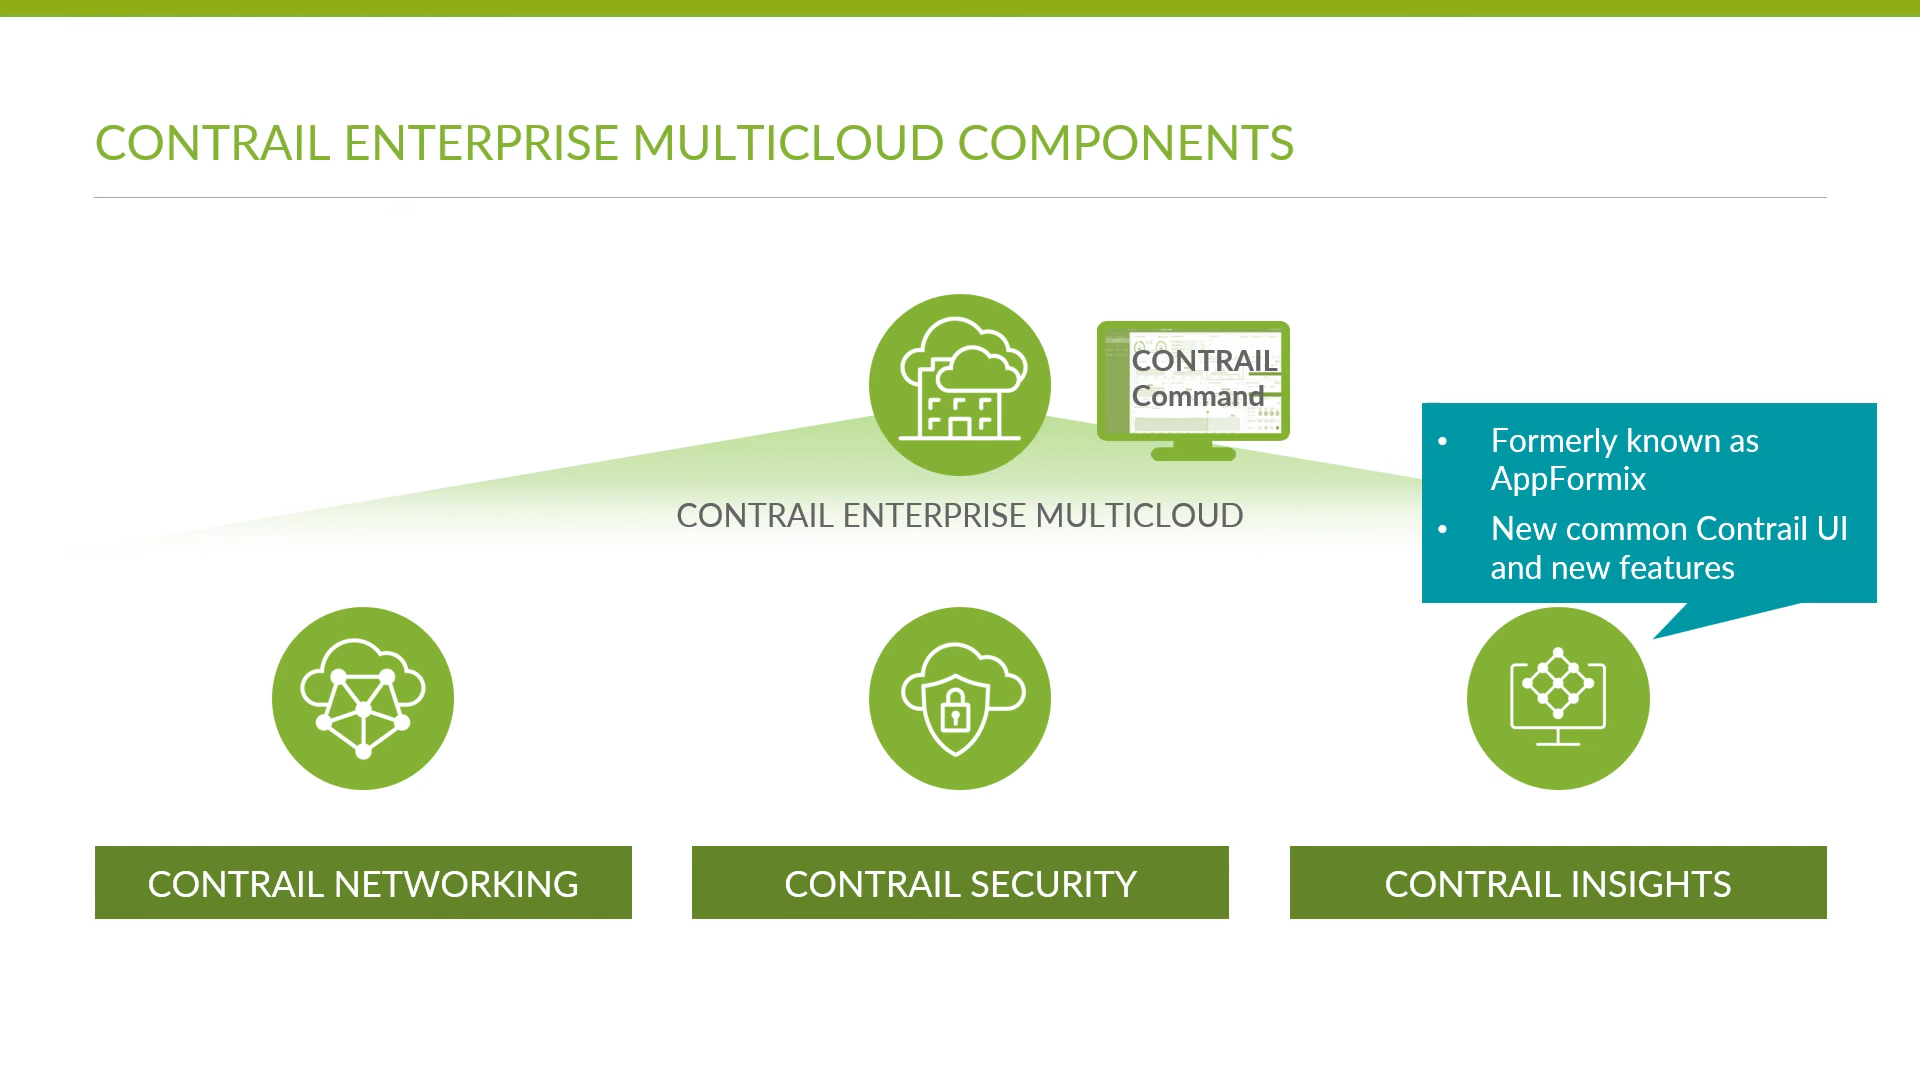 CONTRAIL ENTERPRISE MULTICLOUD COMPONENTS
CONTRAIL
Command
• Formerly known as
AppFormix
• New common Contrail UI
and new features
CONTRAIL ENTERPRISE MULTICLOUD
CONTRAIL NETWORKING
CONTRAIL SECURITY
CONTRAIL INSIGHTS